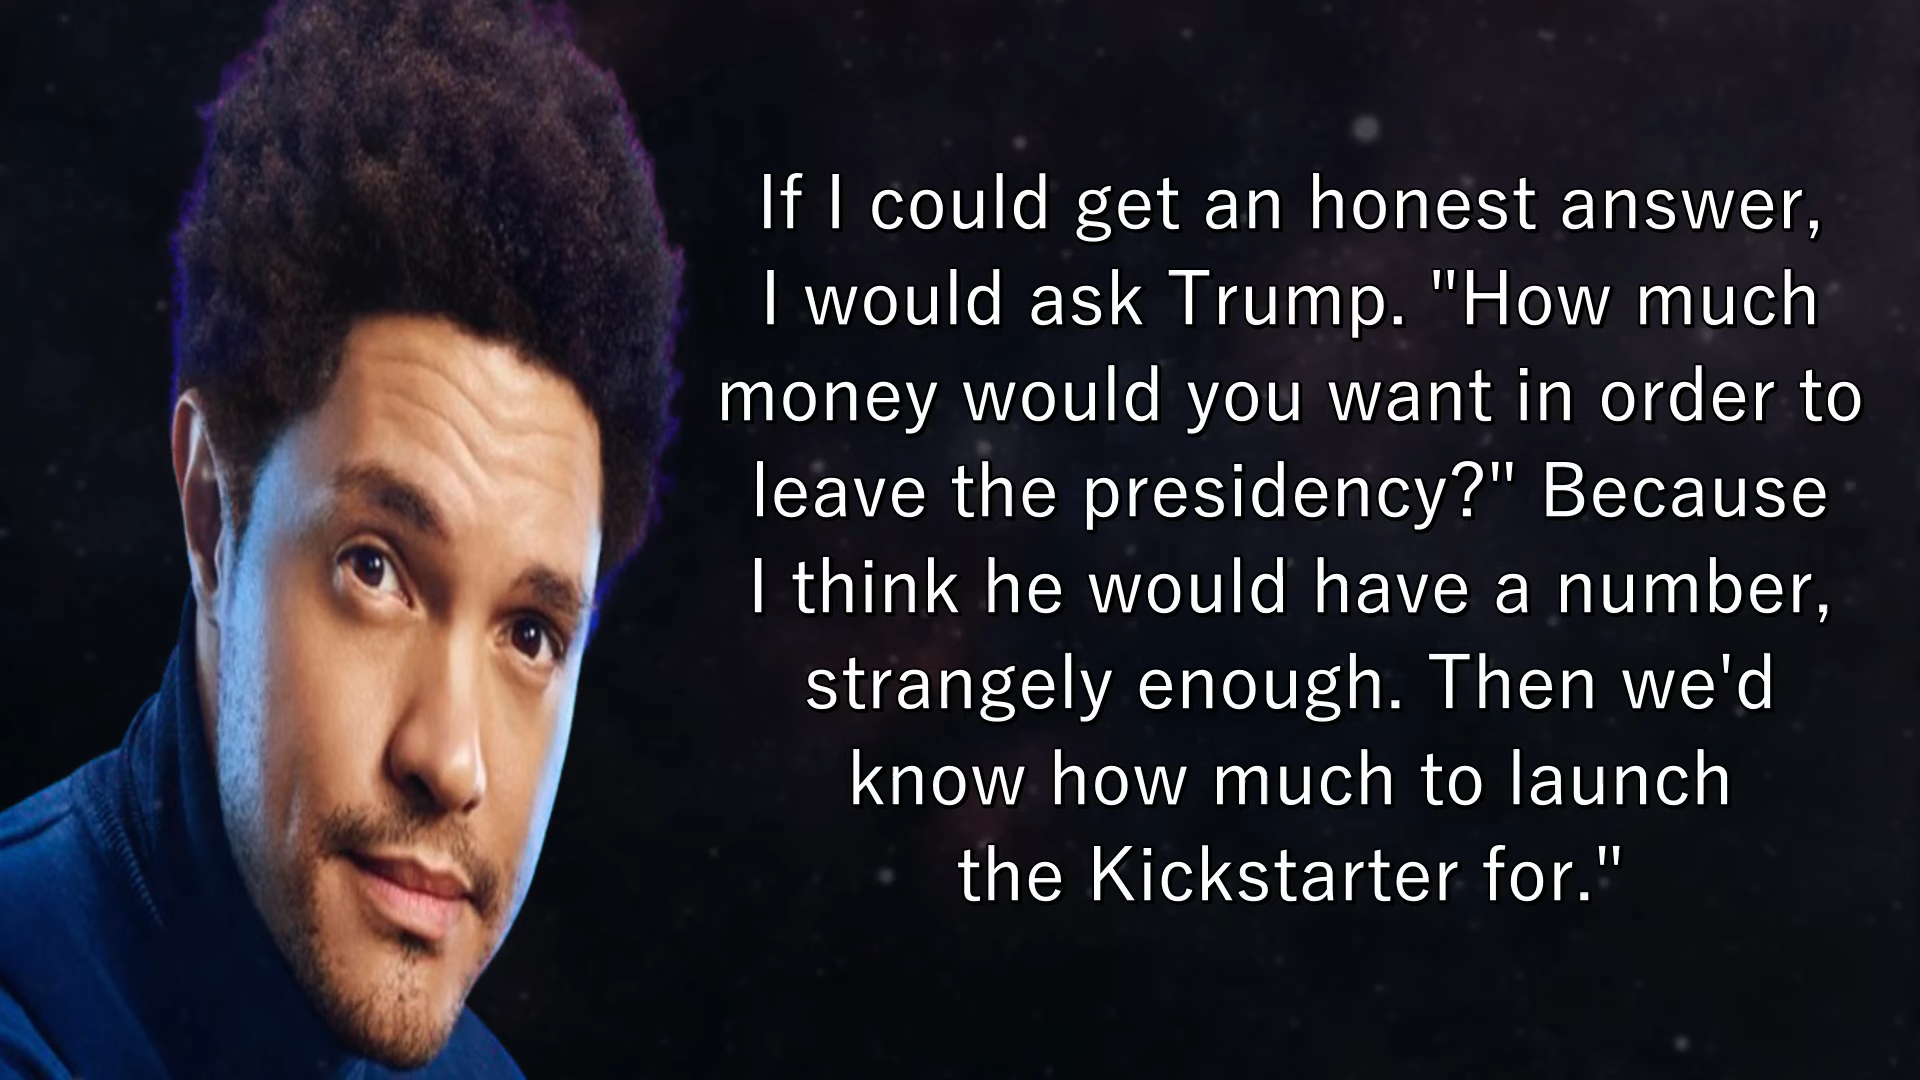 If I could get an honest answer,
I would ask Trump. "How much
money would you want in order to
leave the presidency?" Because
I think he would have a number,
strangely enough. Then we'd
know how much to launch
the Kickstarter for."